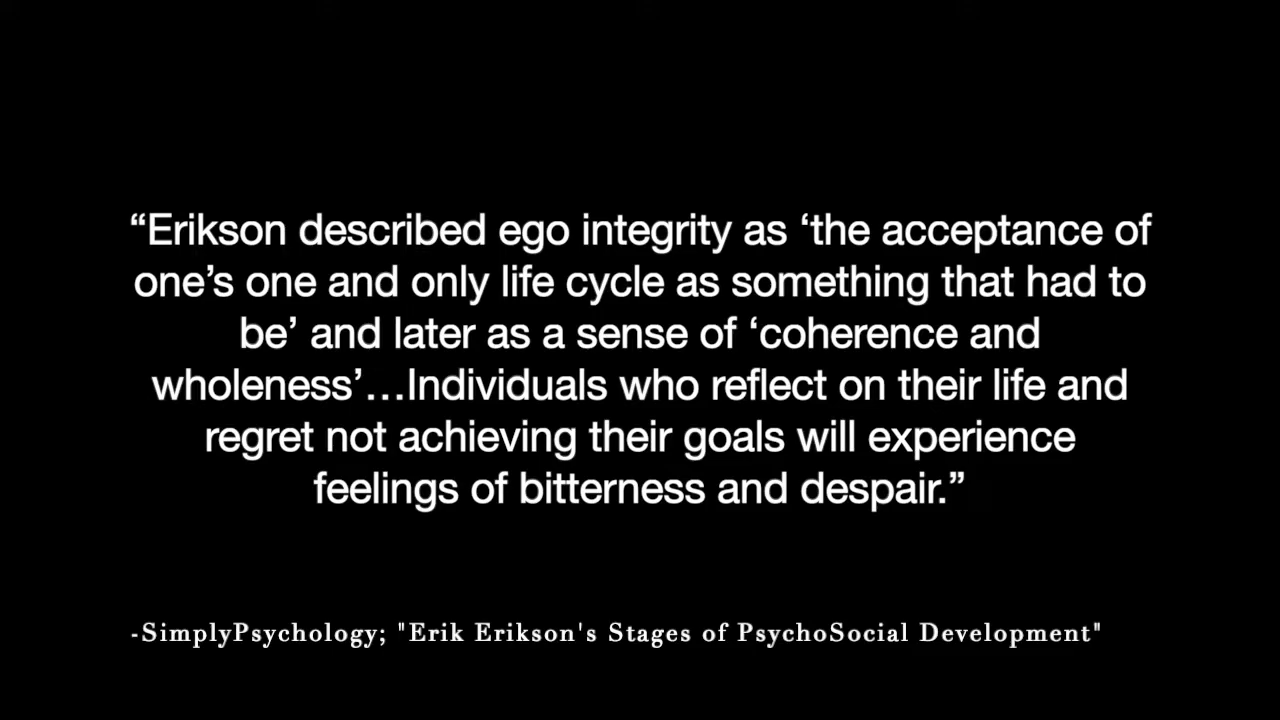 “Erikson described ego integrity as ‘the acceptance of
one’s one and only life cycle as something that had to
be’ and later as a sense of ‘coherence and
wholeness’…Individuals who reflect on their life and
regret not achieving their goals will experience
feelings of bitterness and despair.”
-SimplyPsychology; "Erik Erikson's Stages of PsychoSocial Development"